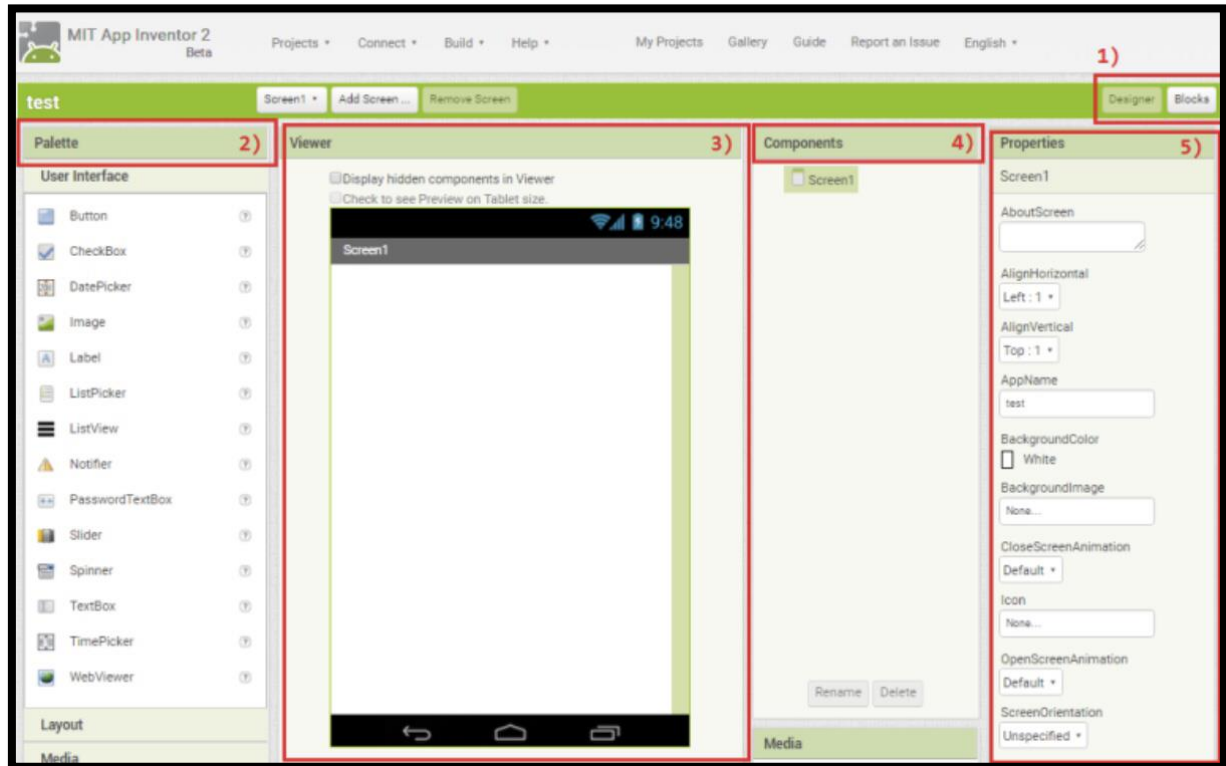 MIT App Inventor 2
Beta
Projects Connect Build Help My Projects Gallery Guide Report an Issue English
1)
test Screen1 Add Screen ... Remove Screen Designer Blocks
Palette 2)
User Interface
Button
CheckBox
DatePicker
Image
Label
ListPicker
ListView
Notifier
PasswordTextBox
Slider
Spinner
TextBox
TimePicker
WebViewer
Layout
Media
Viewer 3)
Display hidden components in Viewer
Check to see Preview on Tablet size.
9:48
Screen1
Components 4)
Screen1
Rename Delete
Media
Properties 5)
Screen1
AboutScreen
AlignHorizontal
Left : 1
AlignVertical
Top : 1
AppName
test
BackgroundColor
White
BackgroundImage
None...
CloseScreenAnimation
Default
Icon
None...
OpenScreenAnimation
Default
ScreenOrientation
Unspecified